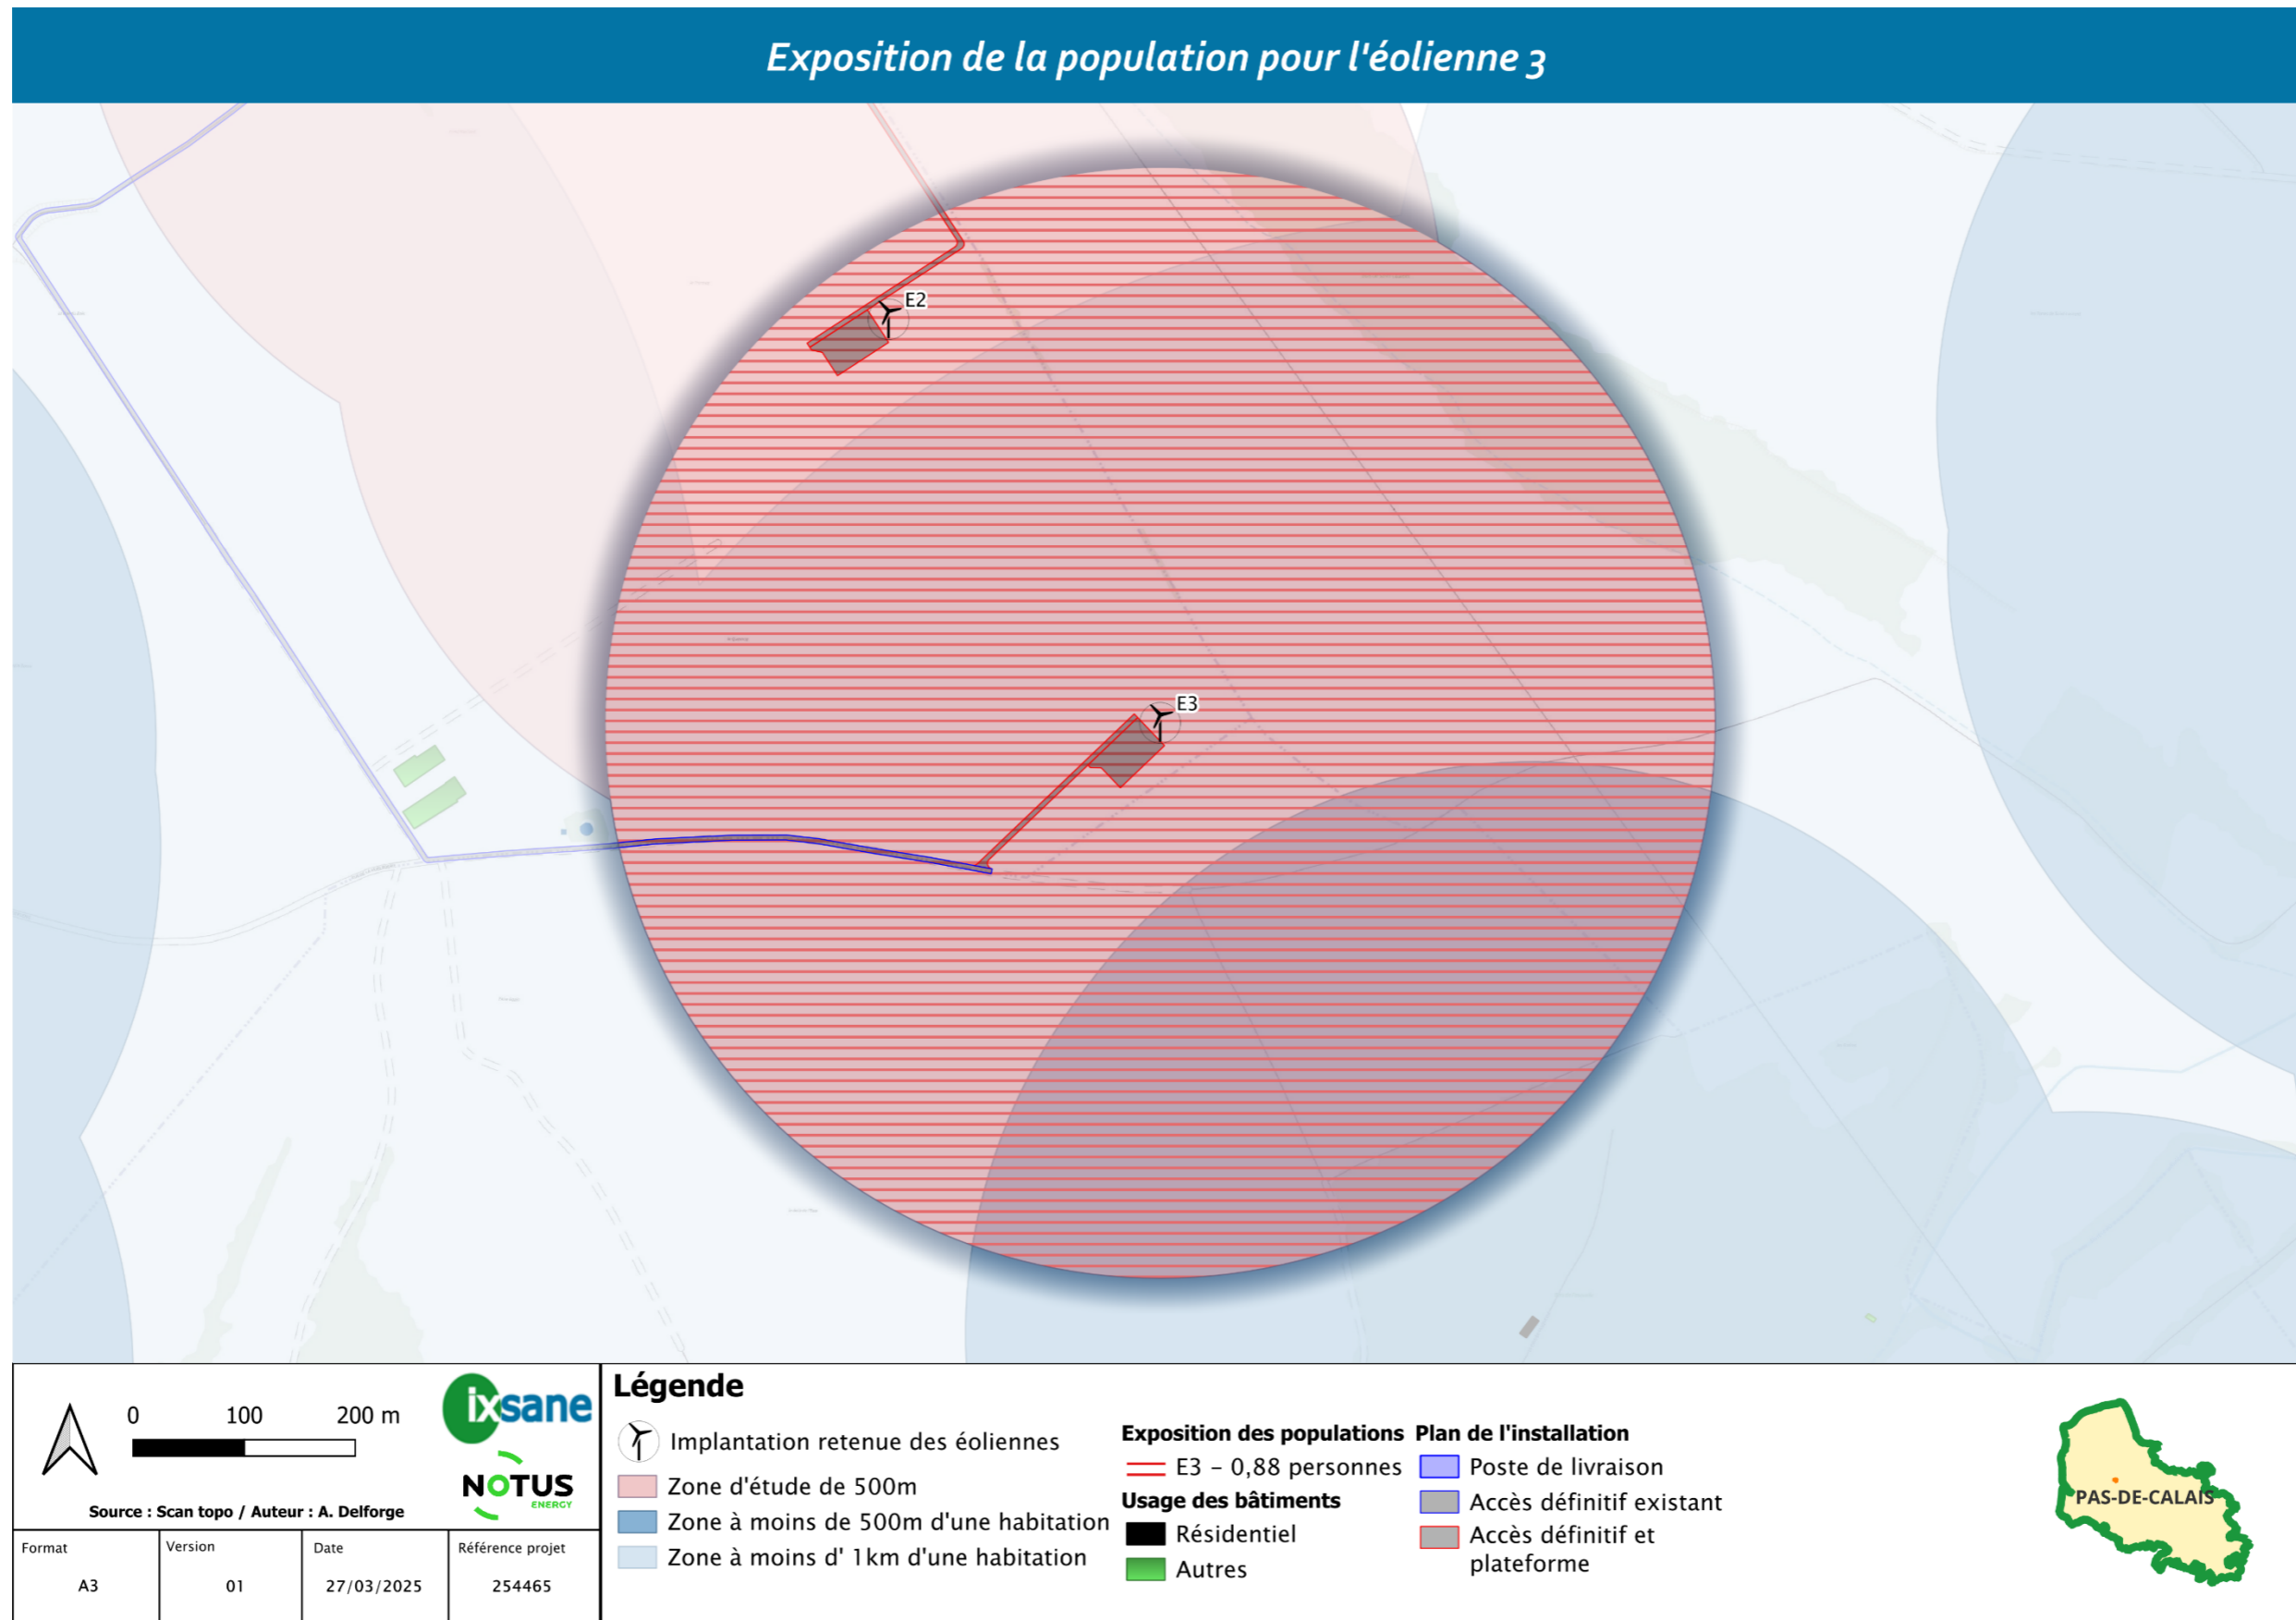 Exposition de la population pour l'éolienne 3
E2
E3
0 100 200 m
ixsane
NOTUS
ENERGY
Source : Scan topo / Auteur : A. Delforge
Format
A3
Version
01
Date
27/03/2025
Référence projet
254465
Légende
Implantation retenue des éoliennes
Zone d'étude de 500m
Zone à moins de 500m d'une habitation
Zone à moins d' 1km d'une habitation
Exposition des populations
E3 - 0,88 personnes
Usage des bâtiments
Résidentiel
Autres
Plan de l'installation
Poste de livraison
Accès définitif existant
Accès définitif et
plateforme
PAS-DE-CALAIS